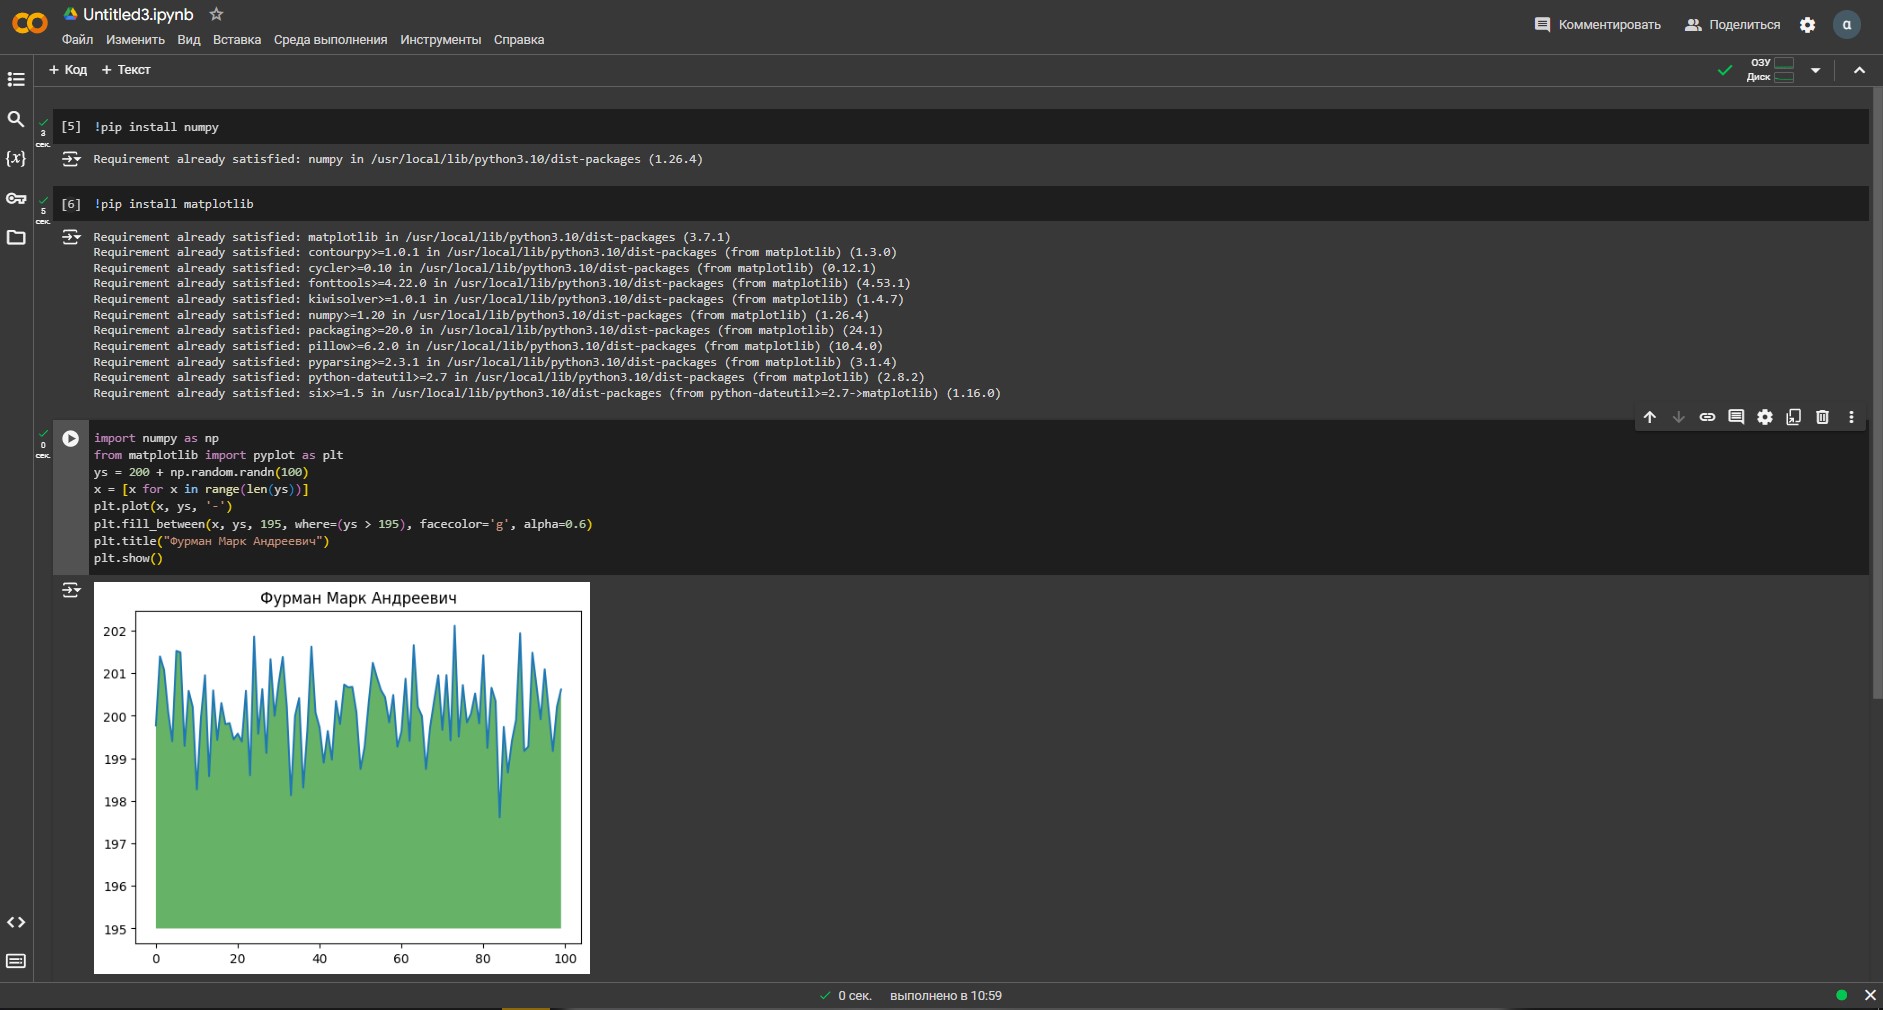 Untitled3.ipynb
Файл Изменить Вид Вставка Среда выполнения Инструменты Справка
Комментировать
Поделиться
α
+ Код + Текст
ОЗУ
Диск
3
сек.
[5] !pip install numpy
Requirement already satisfied: numpy in /usr/local/lib/python3.10/dist-packages (1.26.4)
{x}
5
сек.
[6] !pip install matplotlib
Requirement already satisfied: matplotlib in /usr/local/lib/python3.10/dist-packages (3.7.1)
Requirement already satisfied: contourpy>=1.0.1 in /usr/local/lib/python3.10/dist-packages (from matplotlib) (1.3.0)
Requirement already satisfied: cycler>=0.10 in /usr/local/lib/python3.10/dist-packages (from matplotlib) (0.12.1)
Requirement already satisfied: fonttools>=4.22.0 in /usr/local/lib/python3.10/dist-packages (from matplotlib) (4.53.1)
Requirement already satisfied: kiwisolver>=1.0.1 in /usr/local/lib/python3.10/dist-packages (from matplotlib) (1.4.7)
Requirement already satisfied: numpy>=1.20 in /usr/local/lib/python3.10/dist-packages (from matplotlib) (1.26.4)
Requirement already satisfied: packaging>=20.0 in /usr/local/lib/python3.10/dist-packages (from matplotlib) (24.1)
Requirement already satisfied: pillow>=6.2.0 in /usr/local/lib/python3.10/dist-packages (from matplotlib) (10.4.0)
Requirement already satisfied: pyparsing>=2.3.1 in /usr/local/lib/python3.10/dist-packages (from matplotlib) (3.1.4)
Requirement already satisfied: python-dateutil>=2.7 in /usr/local/lib/python3.10/dist-packages (from matplotlib) (2.8.2)
Requirement already satisfied: six>=1.5 in /usr/local/lib/python3.10/dist-packages (from python-dateutil>=2.7->matplotlib) (1.16.0)
0
сек.
import numpy as np
from matplotlib import pyplot as plt
ys = 200 + np.random.randn(100)
x = [x for x in range(len(ys))]
plt.plot(x, ys, '-')
plt.fill_between(x, ys, 195, where=(ys > 195), facecolor='g', alpha=0.6)
plt.title("Фурман Марк Андреевич")
plt.show()
Фурман Марк Андреевич
202
201
200
199
198
197
196
195
0 20 40 60 80 100
0 сек. выполнено в 10:59